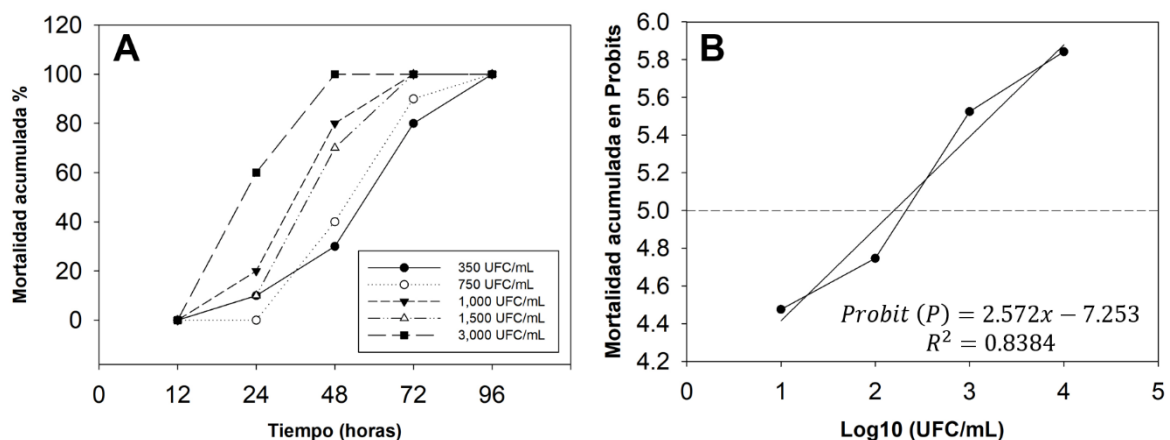 A
Mortalidad acumulada %
120
100
80
60
40
20
0
0 12 24 48 72 96
Tiempo (horas)
350 UFC/mL
750 UFC/mL
1,000 UFC/mL
1,500 UFC/mL
3,000 UFC/mL
B
Mortalidad acumulada en Probits
6.0
5.8
5.6
5.4
5.2
5.0
4.8
4.6
4.4
4.2
0 1 2 3 4 5
Log10 (UFC/mL)
Probit (P) = 2.572x − 7.253
R² = 0.8384